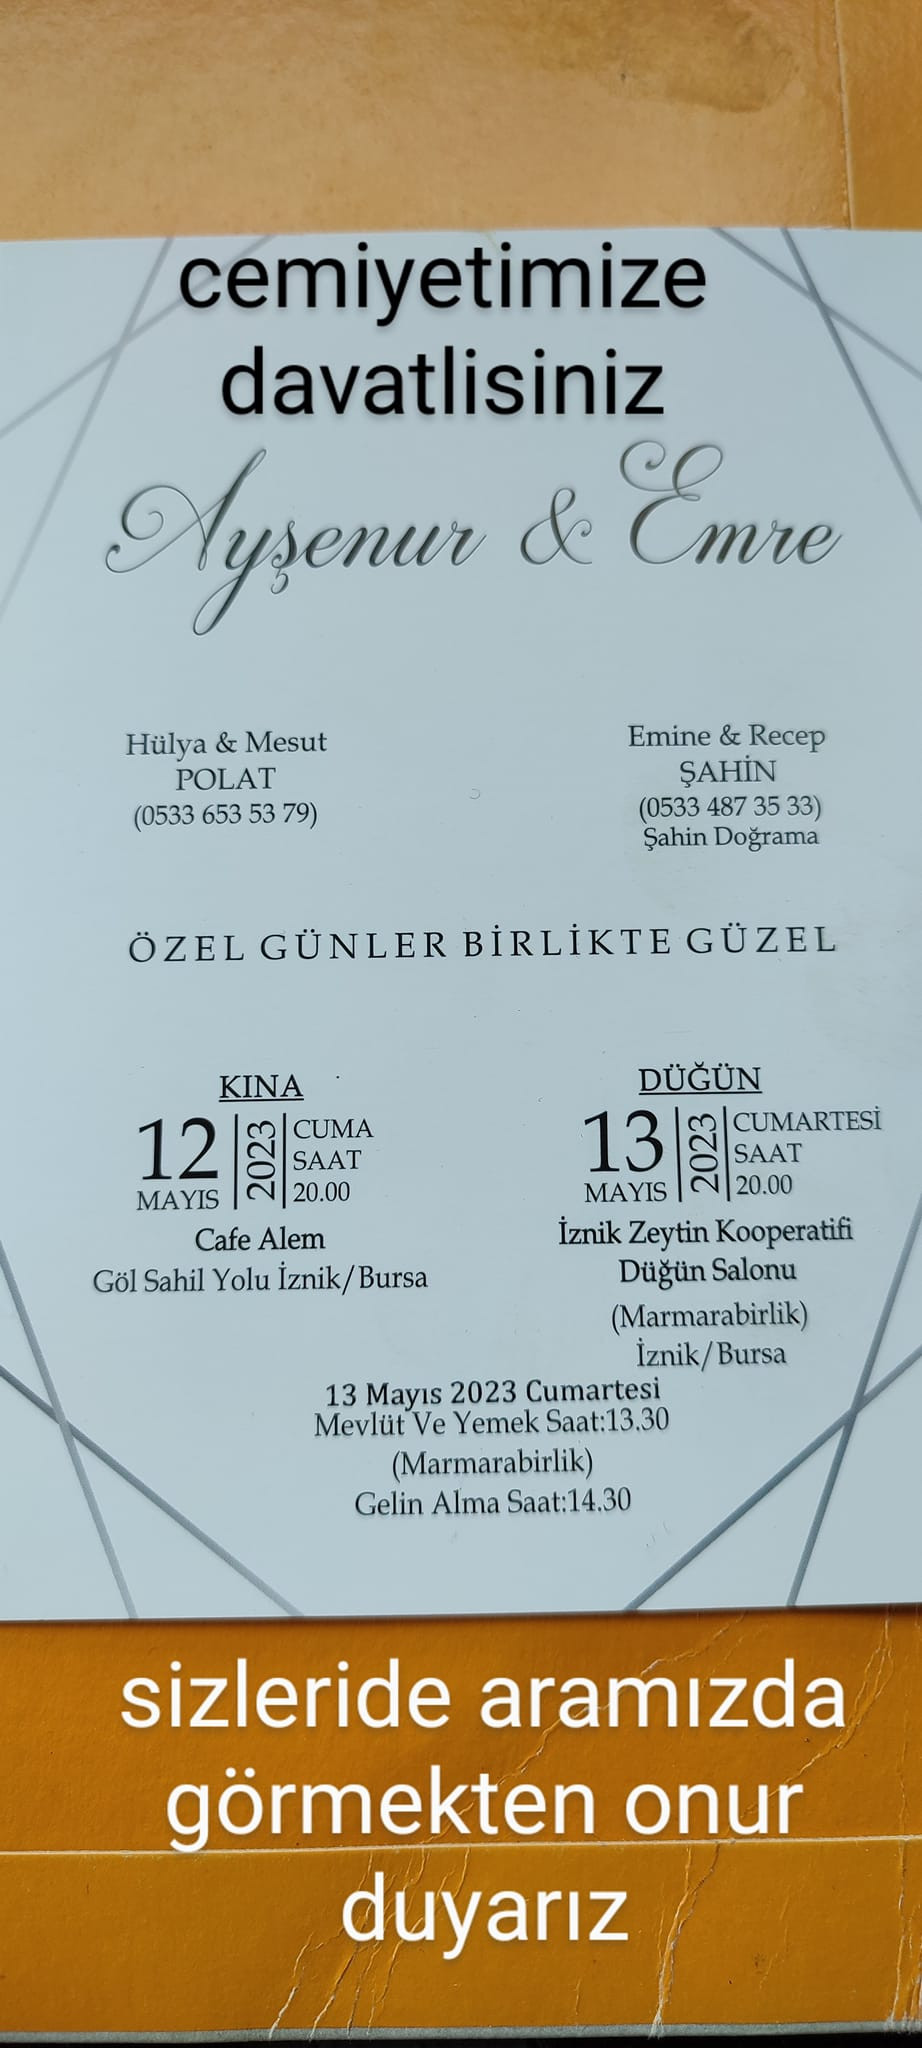 cemiyetimize
davatlisiniz
Ayşenur & Emre
Hülya & Mesut
POLAT
(0533 653 53 79)
Emine & Recep
ŞAHİN
(0533 487 35 33)
Şahin Doğrama
ÖZEL GÜNLER BİRLİKTE GÜZEL
KINA
12
MAYIS
2023
CUMA
SAAT
20.00
Cafe Alem
Göl Sahil Yolu İznik/Bursa
DÜĞÜN
13
MAYIS
2023
CUMARTESİ
SAAT
20.00
İznik Zeytin Kooperatifi
Düğün Salonu
(Marmarabirlik)
İznik/Bursa
13 Mayıs 2023 Cumartesi
Mevlüt Ve Yemek Saat:13.30
(Marmarabirlik)
Gelin Alma Saat:14.30
sizleride aramızda
görmekten onur
duyarız